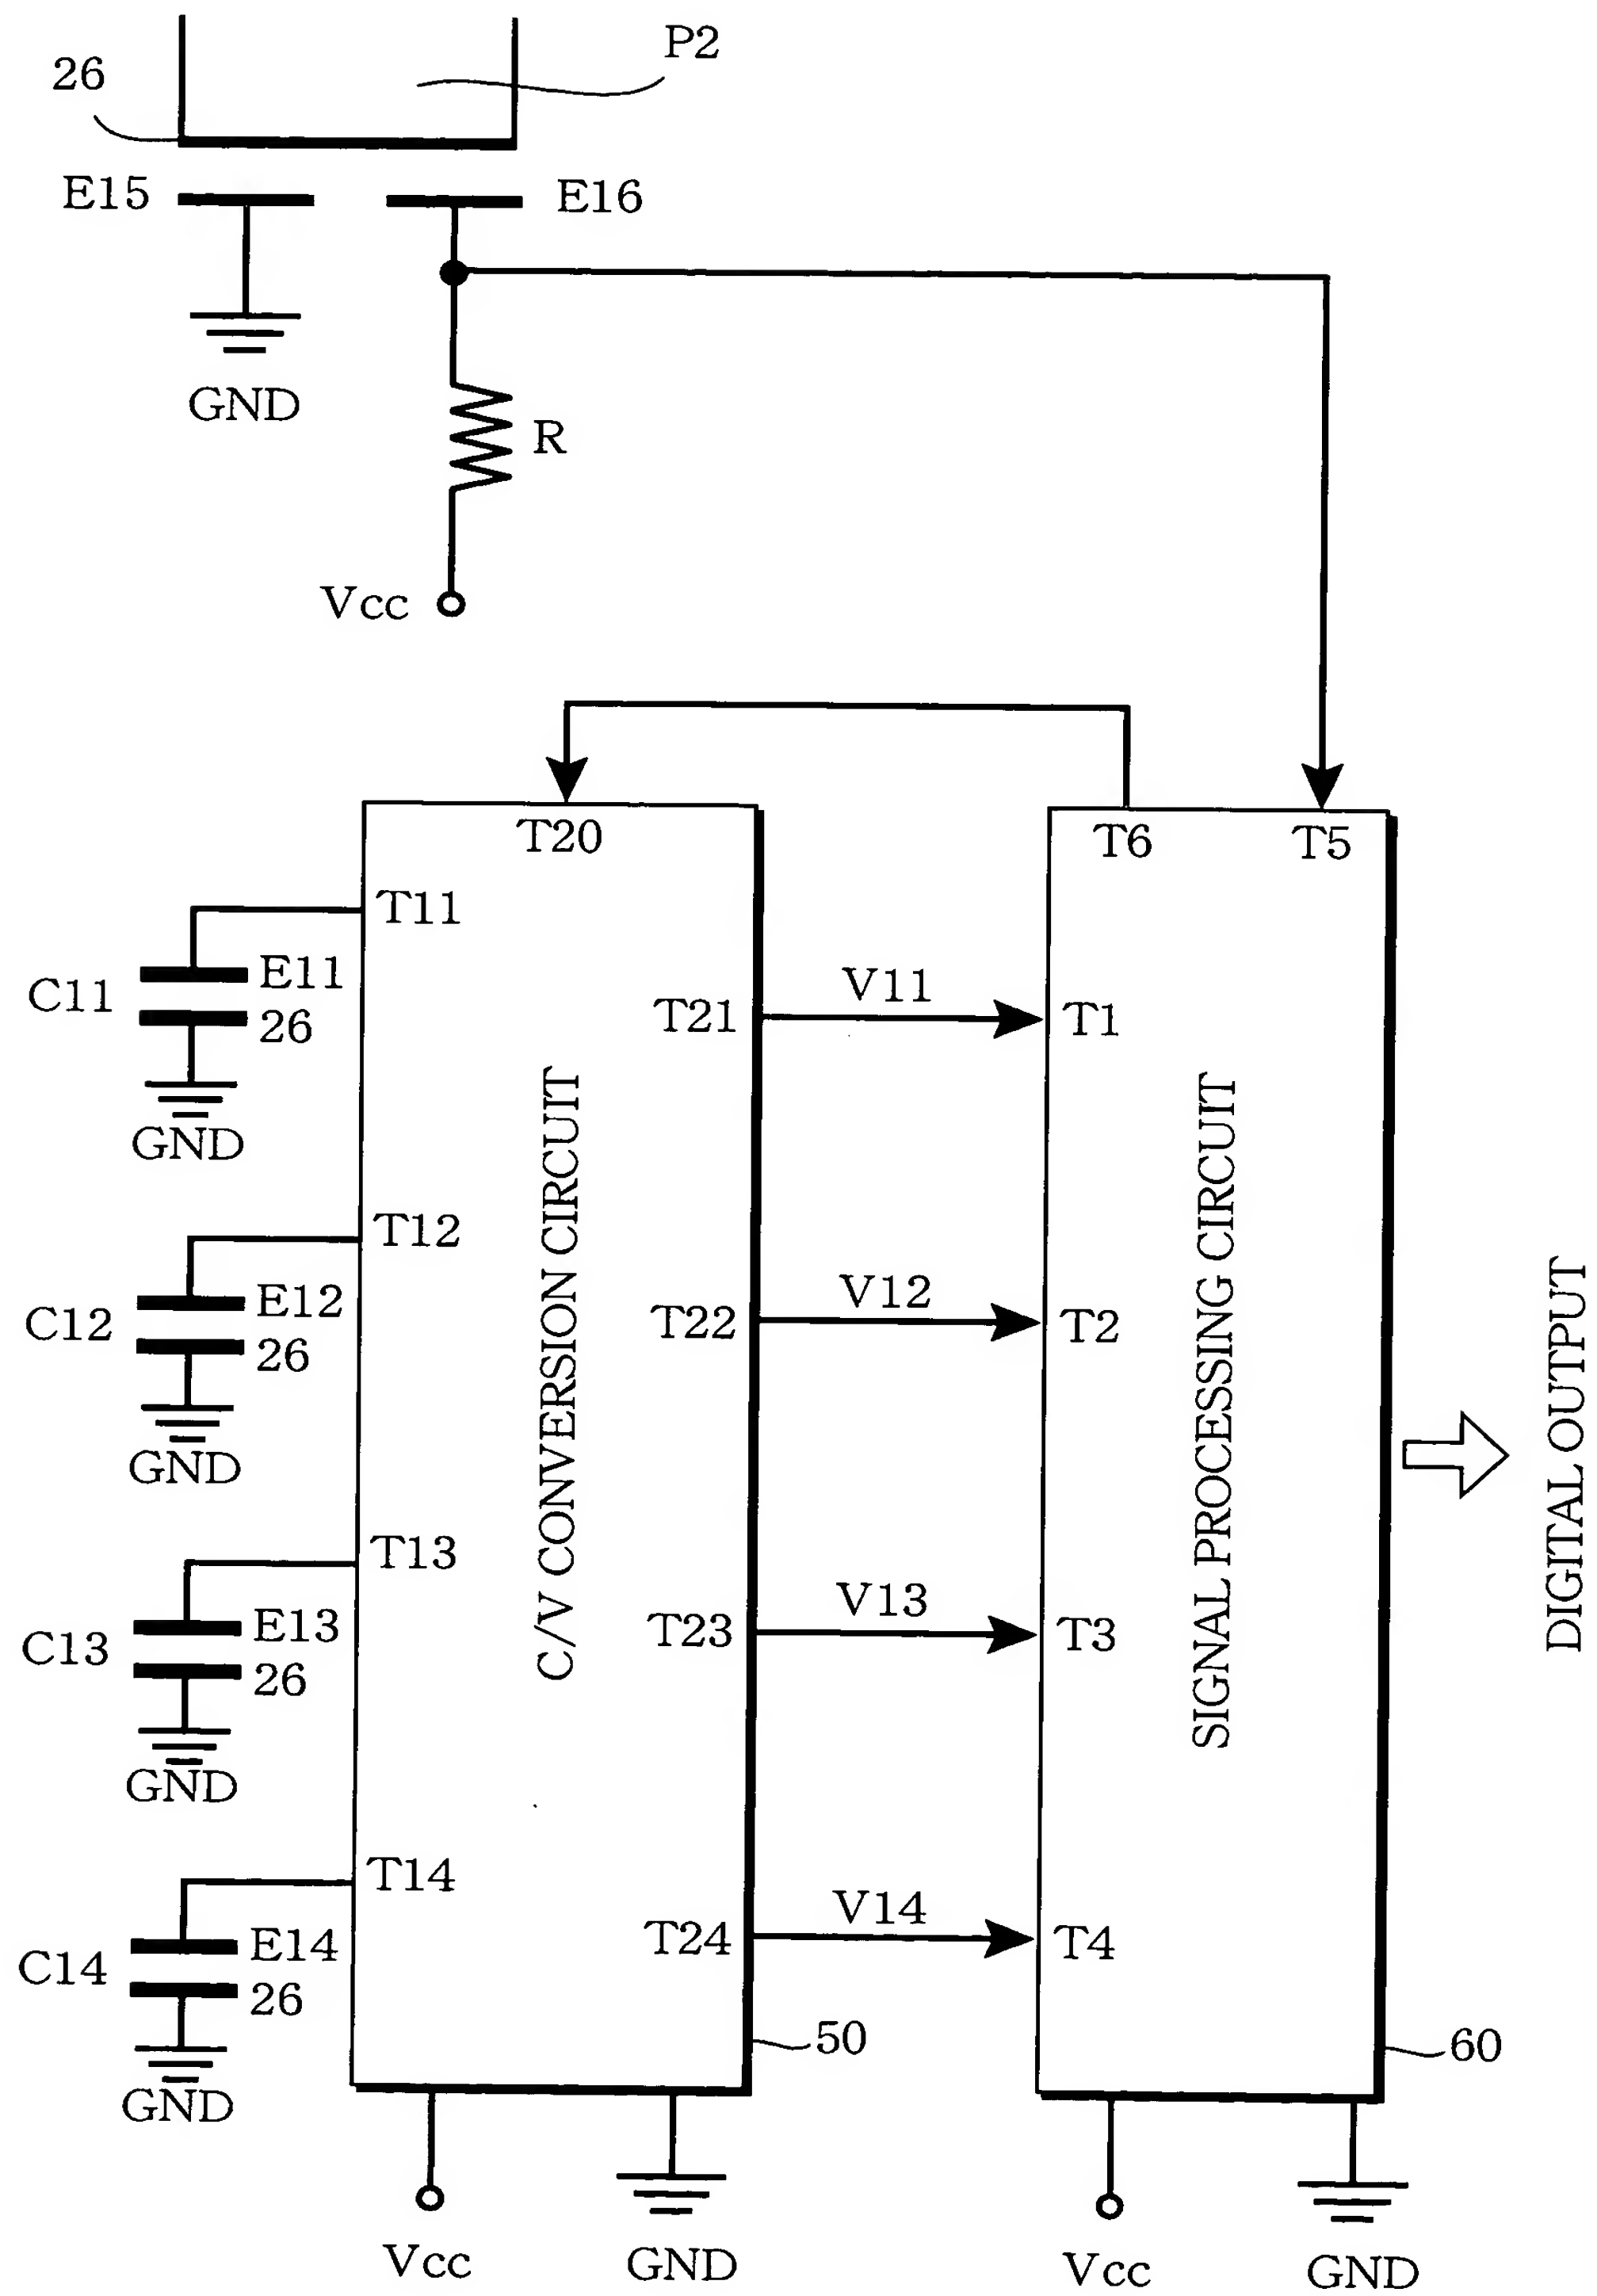 P2
26
E15
E16
GND
R
Vcc
T20
T6
T5
T11
C11
E11
26
GND
T21
V11
T1
T12
C12
E12
26
GND
T22
V12
T2
C/V CONVERSION CIRCUIT
SIGNAL PROCESSING CIRCUIT
DIGITAL OUTPUT
T13
C13
E13
26
GND
T23
V13
T3
T14
C14
E14
26
GND
T24
V14
T4
50
60
Vcc
GND
Vcc
GND